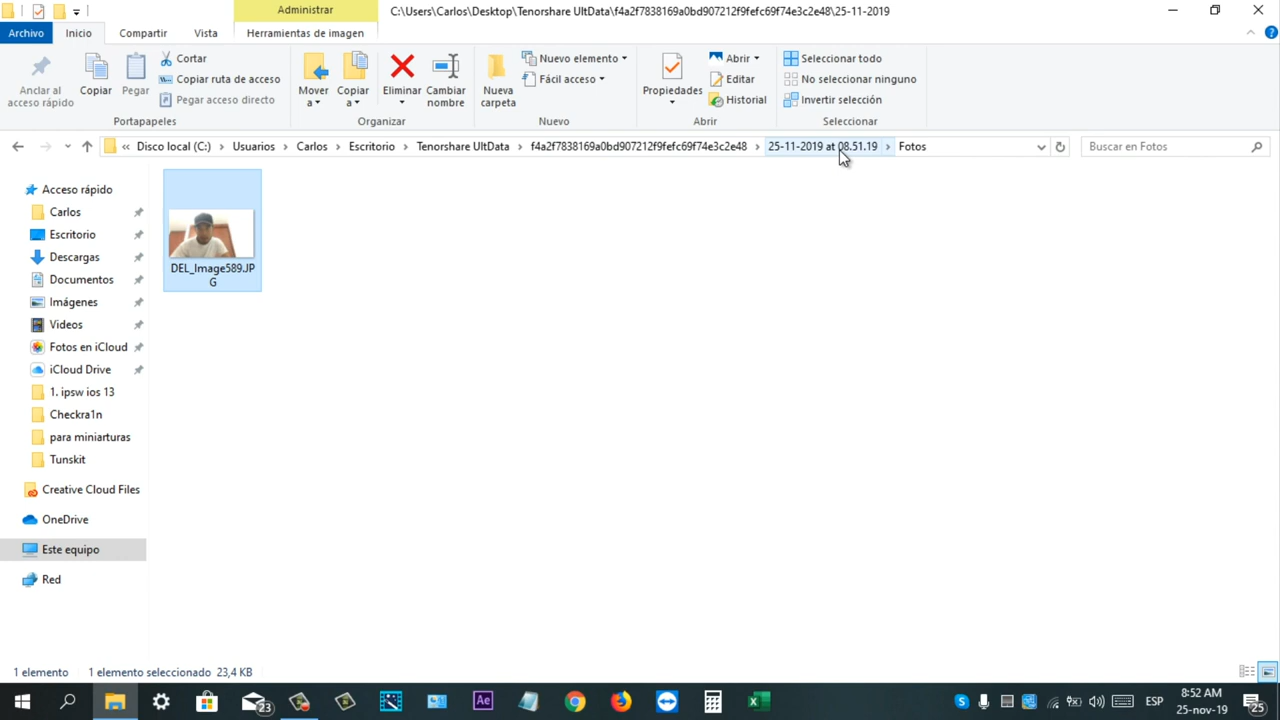 Administrar
C:\Users\Carlos\Desktop\Tenorshare UltData\f4a2f7838169a0bd907212f9fefc69f74e3c2e48\25-11-2019
Archivo Inicio Compartir Vista Herramientas de imagen
Anclar al acceso rápido
Copiar
Pegar
Cortar
Copiar ruta de acceso
Pegar acceso directo
Portapapeles
Mover a
Copiar a
Eliminar
Cambiar nombre
Organizar
Nueva carpeta
Nuevo elemento
Fácil acceso
Nuevo
Propiedades
Abrir
Editar
Historial
Abrir
Seleccionar todo
No seleccionar ninguno
Invertir selección
Seleccionar
« Disco local (C:) › Usuarios › Carlos › Escritorio › Tenorshare UltData › f4a2f7838169a0bd907212f9fefc69f74e3c2e48 › 25-11-2019 at 08.51.19 › Fotos
Buscar en Fotos
Acceso rápido
Carlos
Escritorio
Descargas
Documentos
Imágenes
Videos
Fotos en iCloud
iCloud Drive
1. ipsw ios 13
Checkra1n
para miniarturas
Tunskit
Creative Cloud Files
OneDrive
Este equipo
Red
DEL_Image589.JP
G
1 elemento 1 elemento seleccionado 23,4 KB
23
Ae
ESP
8:52 AM
25-nov.-19
25